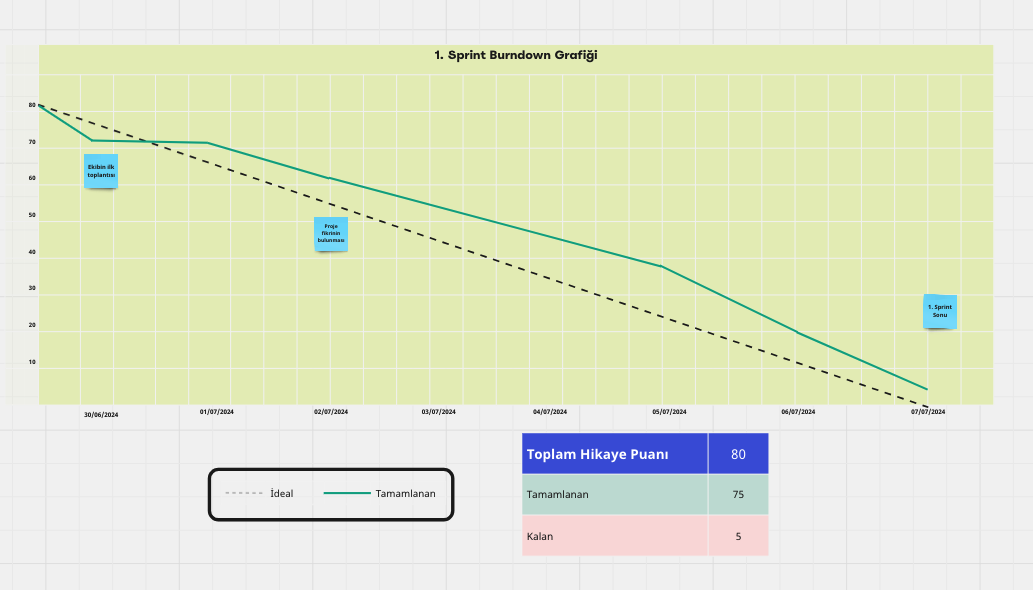 1. Sprint Burndown Grafiği
80
70
60
50
40
30
20
10
Ekibin ilk
toplantısı
Proje
fikrinin
bulunması
1. Sprint
Sonu
30/06/2024
01/07/2024
02/07/2024
03/07/2024
04/07/2024
05/07/2024
06/07/2024
07/07/2024
İdeal
Tamamlanan
Toplam Hikaye Puanı 80
Tamamlanan 75
Kalan 5